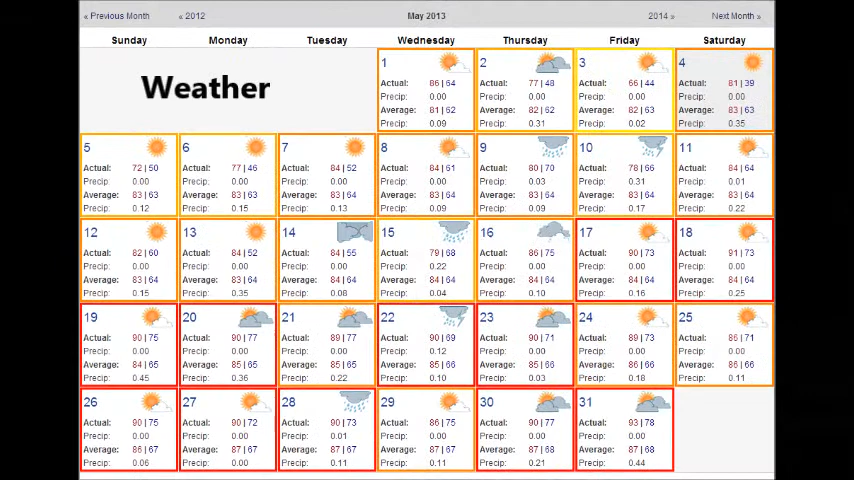 « Previous Month « 2012 May 2013 2014 » Next Month »
Sunday Monday Tuesday Wednesday Thursday Friday Saturday
Weather
1 2 3 4
Actual: 86 | 64 Actual: 77 | 48 Actual: 66 | 44 Actual: 81 | 39
Precip: 0.00 Precip: 0.00 Precip: 0.00 Precip: 0.00
Average: 81 | 62 Average: 82 | 62 Average: 82 | 63 Average: 83 | 63
Precip: 0.09 Precip: 0.31 Precip: 0.02 Precip: 0.35
5 6 7 8 9 10 11
Actual: 72 | 50 Actual: 77 | 46 Actual: 84 | 52 Actual: 84 | 61 Actual: 80 | 70 Actual: 78 | 66 Actual: 84 | 64
Precip: 0.00 Precip: 0.00 Precip: 0.00 Precip: 0.00 Precip: 0.03 Precip: 0.31 Precip: 0.01
Average: 83 | 63 Average: 83 | 63 Average: 83 | 64 Average: 83 | 64 Average: 83 | 64 Average: 83 | 64 Average: 83 | 64
Precip: 0.12 Precip: 0.15 Precip: 0.13 Precip: 0.09 Precip: 0.09 Precip: 0.17 Precip: 0.22
12 13 14 15 16 17 18
Actual: 82 | 60 Actual: 84 | 52 Actual: 84 | 55 Actual: 79 | 68 Actual: 86 | 75 Actual: 90 | 73 Actual: 91 | 73
Precip: 0.00 Precip: 0.00 Precip: 0.00 Precip: 0.22 Precip: 0.00 Precip: 0.00 Precip: 0.00
Average: 83 | 64 Average: 84 | 64 Average: 84 | 64 Average: 84 | 64 Average: 84 | 64 Average: 84 | 64 Average: 84 | 64
Precip: 0.15 Precip: 0.35 Precip: 0.08 Precip: 0.04 Precip: 0.10 Precip: 0.16 Precip: 0.25
19 20 21 22 23 24 25
Actual: 90 | 75 Actual: 90 | 77 Actual: 89 | 77 Actual: 90 | 69 Actual: 90 | 71 Actual: 89 | 73 Actual: 86 | 71
Precip: 0.00 Precip: 0.00 Precip: 0.00 Precip: 0.12 Precip: 0.00 Precip: 0.00 Precip: 0.00
Average: 84 | 65 Average: 85 | 65 Average: 85 | 65 Average: 85 | 66 Average: 85 | 66 Average: 86 | 66 Average: 86 | 66
Precip: 0.45 Precip: 0.36 Precip: 0.22 Precip: 0.10 Precip: 0.03 Precip: 0.18 Precip: 0.11
26 27 28 29 30 31
Actual: 90 | 75 Actual: 90 | 72 Actual: 90 | 73 Actual: 86 | 75 Actual: 90 | 77 Actual: 93 | 78
Precip: 0.00 Precip: 0.00 Precip: 0.01 Precip: 0.00 Precip: 0.00 Precip: 0.00
Average: 86 | 67 Average: 87 | 67 Average: 87 | 67 Average: 87 | 67 Average: 87 | 68 Average: 87 | 68
Precip: 0.06 Precip: 0.00 Precip: 0.11 Precip: 0.11 Precip: 0.21 Precip: 0.44